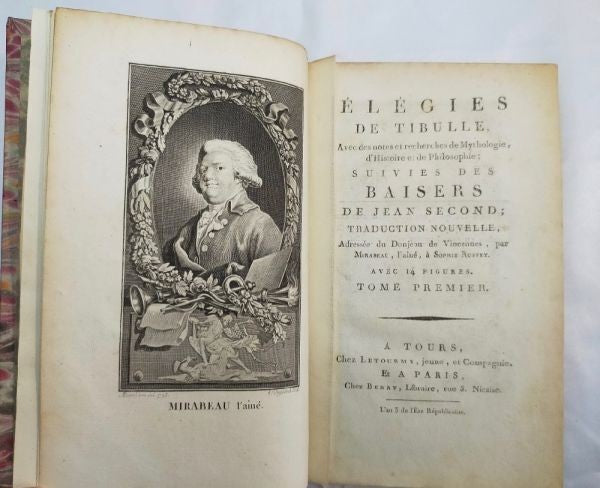 MIRABEAU l'ainé.
ÉLÉGIES
DE TIBULLE,
Avec des notes et recherches de Mythologie,
d'Histoire et de Philosophie;
SUIVIES DES
BAISERS
DE JEAN SECOND;
TRADUCTION NOUVELLE,
Adressée du Donjon de Vincennes, par
MIRABEAU, l'ainé, à SOPHIE RUFFEY.
AVEC 14 FIGURES.
TOME PREMIER.
A TOURS,
Chez LETOURMY, jeune, et Compagnie.
ET A PARIS,
Chez BERRY, Libraire, rue S. Nicaise.
L'an 3 de l'Ere Républicaine.